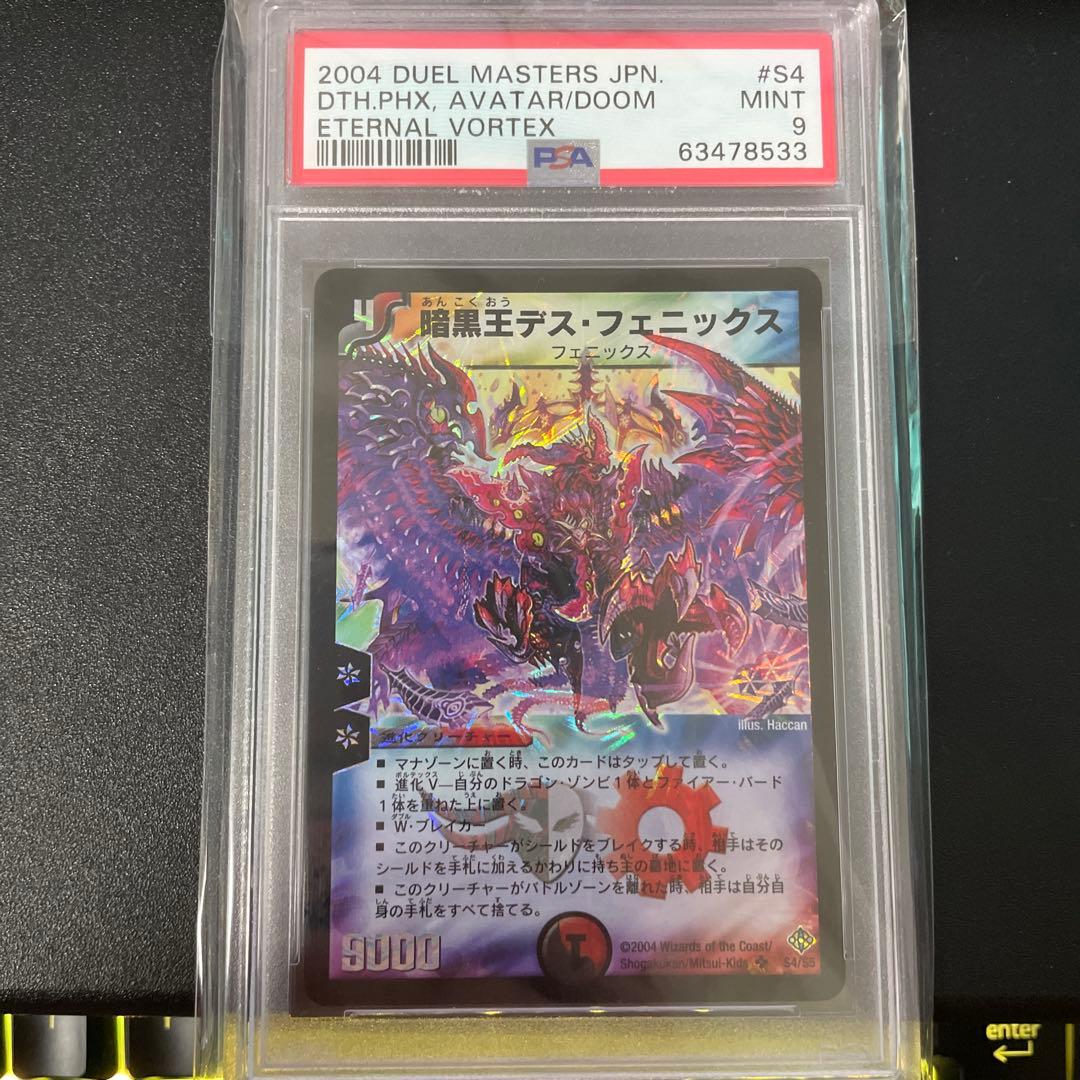 2004 DUEL MASTERS JPN. #S4
DTH.PHX, AVATAR/DOOM MINT
ETERNAL VORTEX 9
PSA 63478533
4
あんこくおう
暗黒王デス・フェニックス
フェニックス
illus. Haccan
進化クリーチャー
■ マナゾーンに置く時、このカードはタップして置く。
■ 進化V—自分のドラゴン・ゾンビ1体とファイアー・バード
1体を重ねた上に置く。
■ W・ブレイカー
■ このクリーチャーがシールドをブレイクする時、相手はその
シールドを手札に加えるかわりに持ち主の墓地に置く。
■ このクリーチャーがバトルゾーンを離れた時、相手は自分自
身の手札をすべて捨てる。
9000
1
©2004 Wizards of the Coast/
Shogakukan/Mitsui-Kids S4/S5
enter